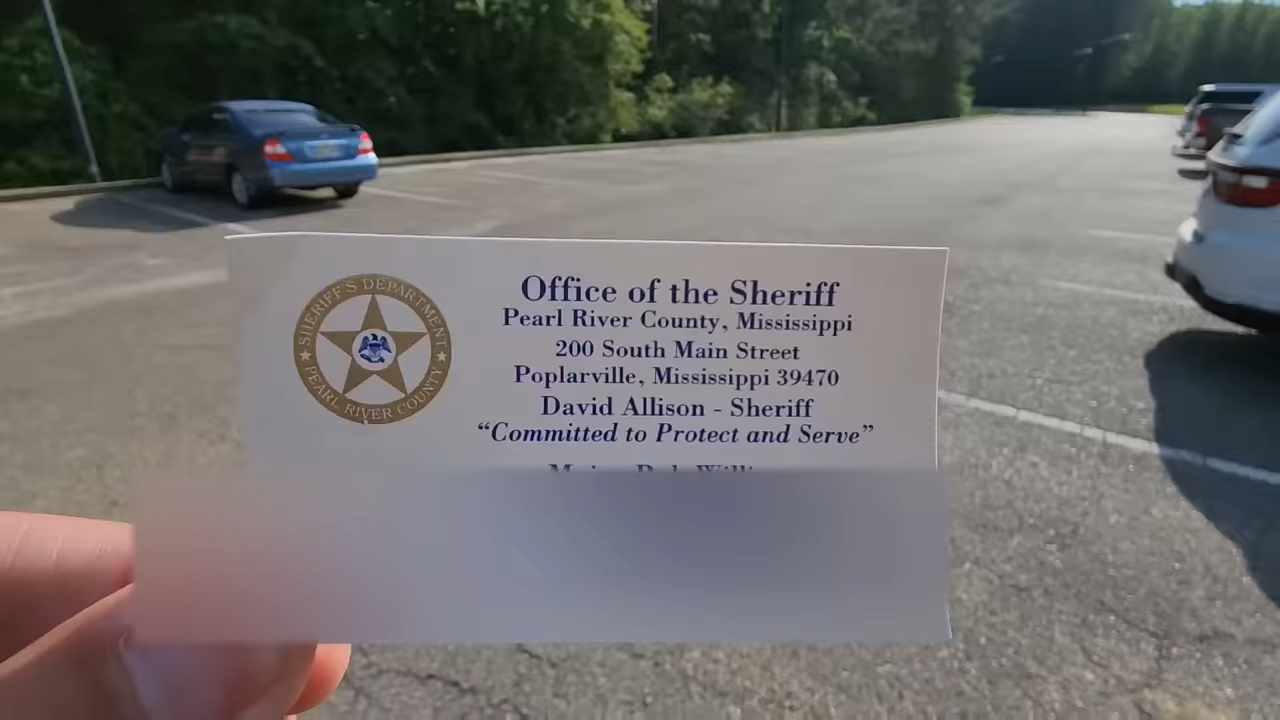 SHERIFF'S DEPARTMENT
PEARL RIVER COUNTY
Office of the Sheriff
Pearl River County, Mississippi
200 South Main Street
Poplarville, Mississippi 39470
David Allison - Sheriff
“Committed to Protect and Serve”